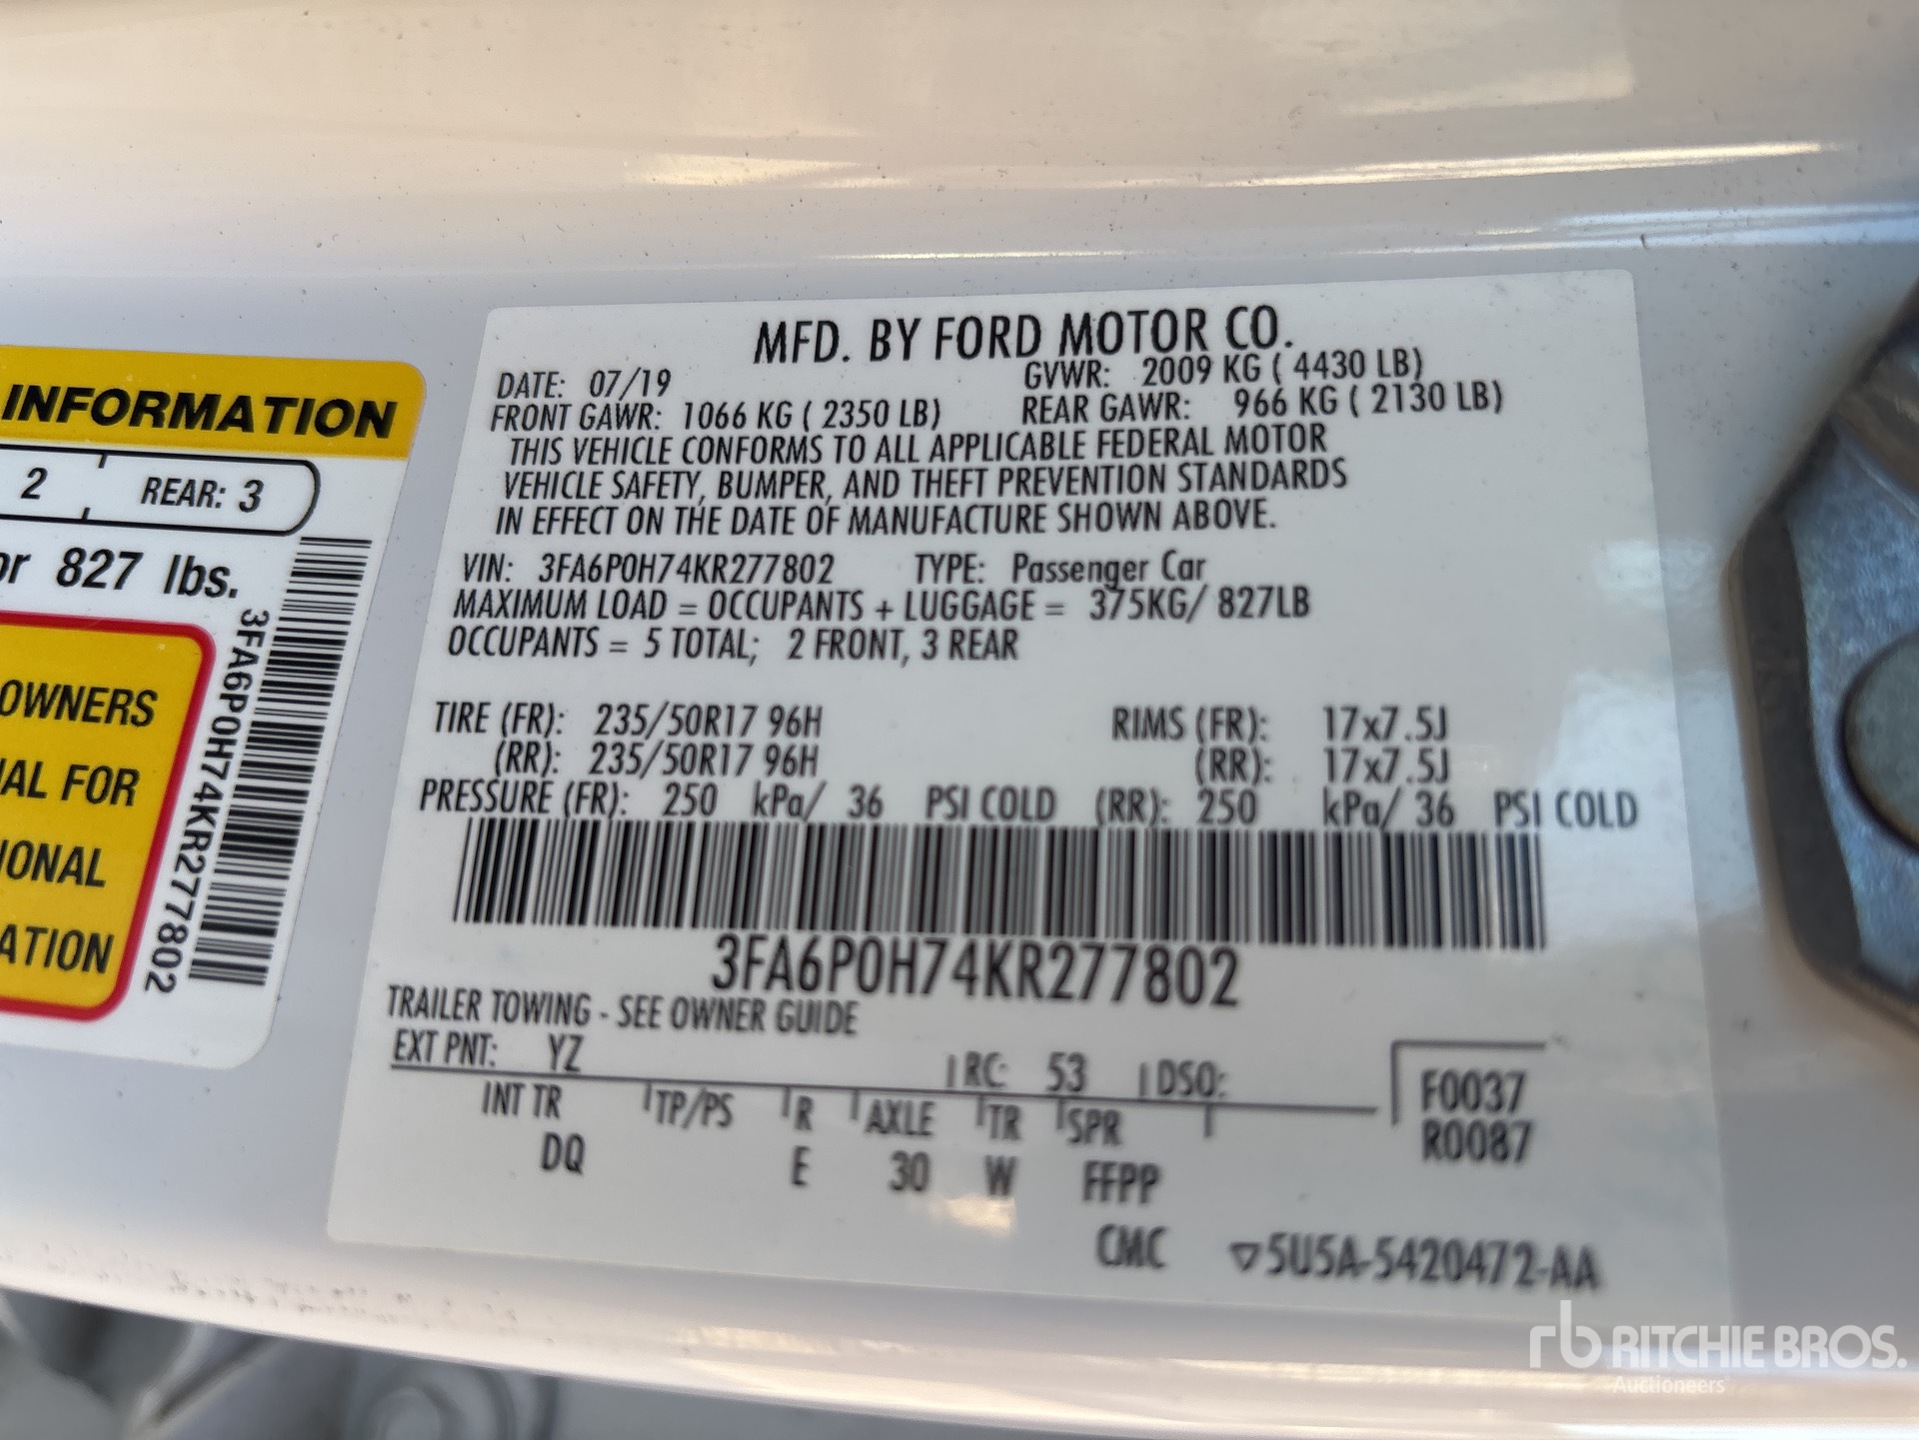 INFORMATION
2 REAR: 3
or 827 lbs.
OWNERS
FOR
3FA6P0H74KR277802
MFD. BY FORD MOTOR CO.
DATE: 07/19 GVWR: 2009 KG ( 4430 LB)
FRONT GAWR: 1066 KG ( 2350 LB) REAR GAWR: 966 KG ( 2130 LB)
THIS VEHICLE CONFORMS TO ALL APPLICABLE FEDERAL MOTOR
VEHICLE SAFETY, BUMPER, AND THEFT PREVENTION STANDARDS
IN EFFECT ON THE DATE OF MANUFACTURE SHOWN ABOVE.
VIN: 3FA6P0H74KR277802 TYPE: Passenger Car
MAXIMUM LOAD = OCCUPANTS + LUGGAGE = 375KG/ 827LB
OCCUPANTS = 5 TOTAL; 2 FRONT, 3 REAR
TIRE (FR): 235/50R17 96H RIMS (FR): 17x7.5J
(RR): 235/50R17 96H (RR): 17x7.5J
PRESSURE (FR): 250 kPa/ 36 PSI COLD (RR): 250 kPa/ 36 PSI COLD
3FA6P0H74KR277802
TRAILER TOWING - SEE OWNER GUIDE
EXT PNT: YZ RC: 53 DSO:
INT TR TP/PS R AXLE TR SPR
DQ E 30 W FFPP
F0037
R0087
CMC ▽5U5A-5420472-AA
rb RITCHIE BROS.
Auctioneers